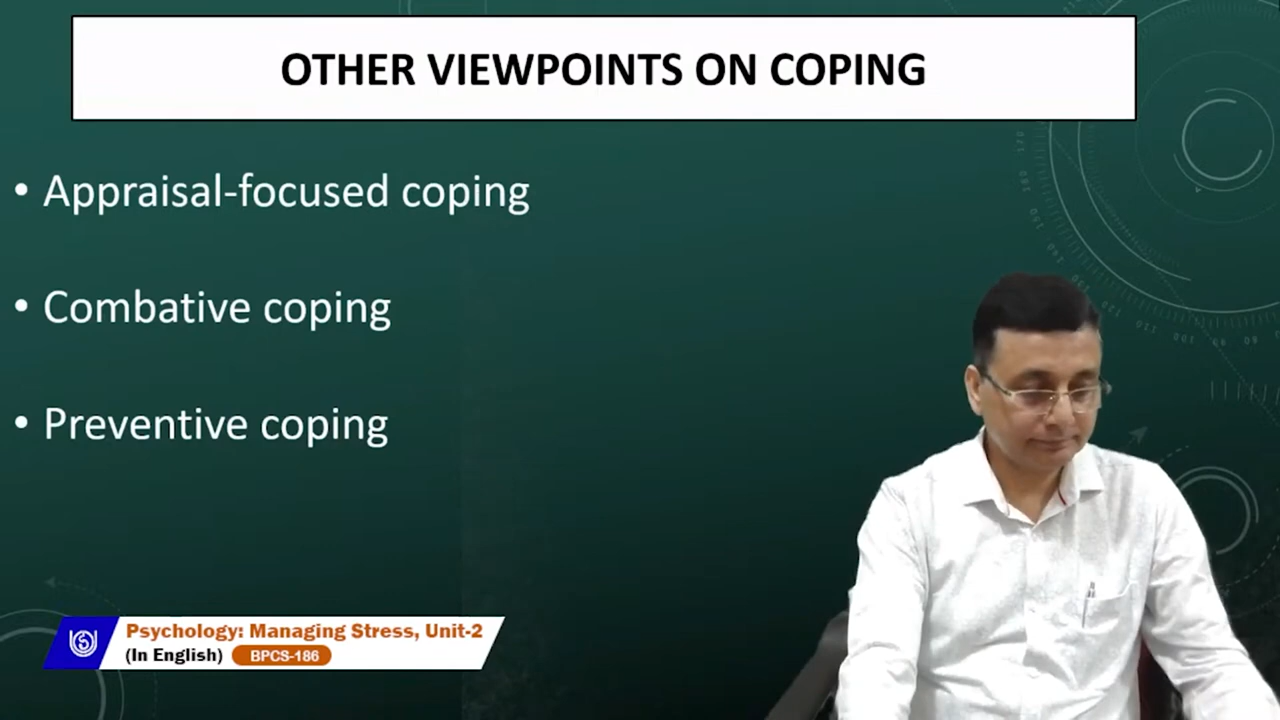 OTHER VIEWPOINTS ON COPING
• Appraisal-focused coping
• Combative coping
• Preventive coping
Psychology: Managing Stress, Unit-2
(In English) BPCS-186